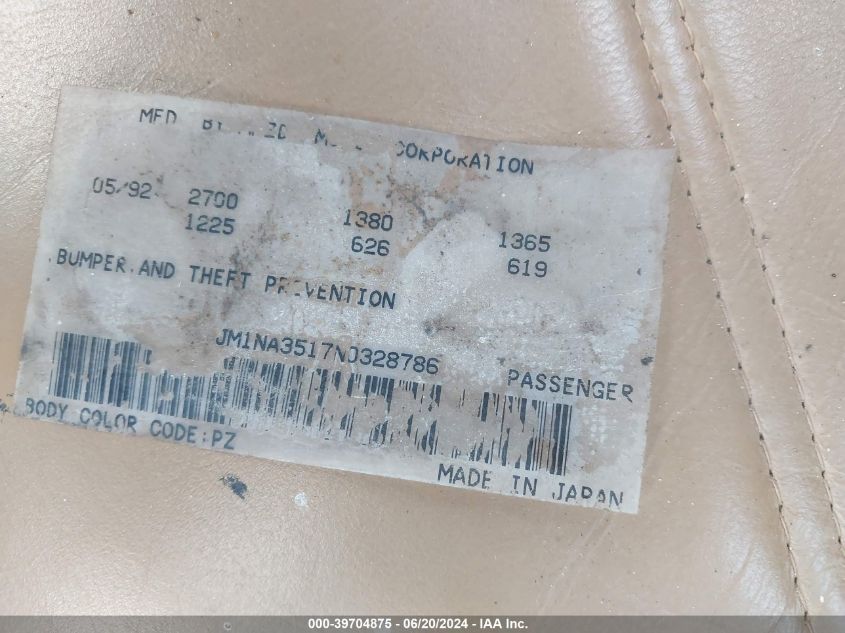 MFD BY M CORPORATION
05/92 2700 1380 1365
1225 626 619
BUMPER AND THEFT PREVENTION
JM1NA3517N0328786 PASSENGER
BODY COLOR CODE:PZ
MADE IN JAPAN
000-39704875 - 06/20/2024 - IAA Inc.